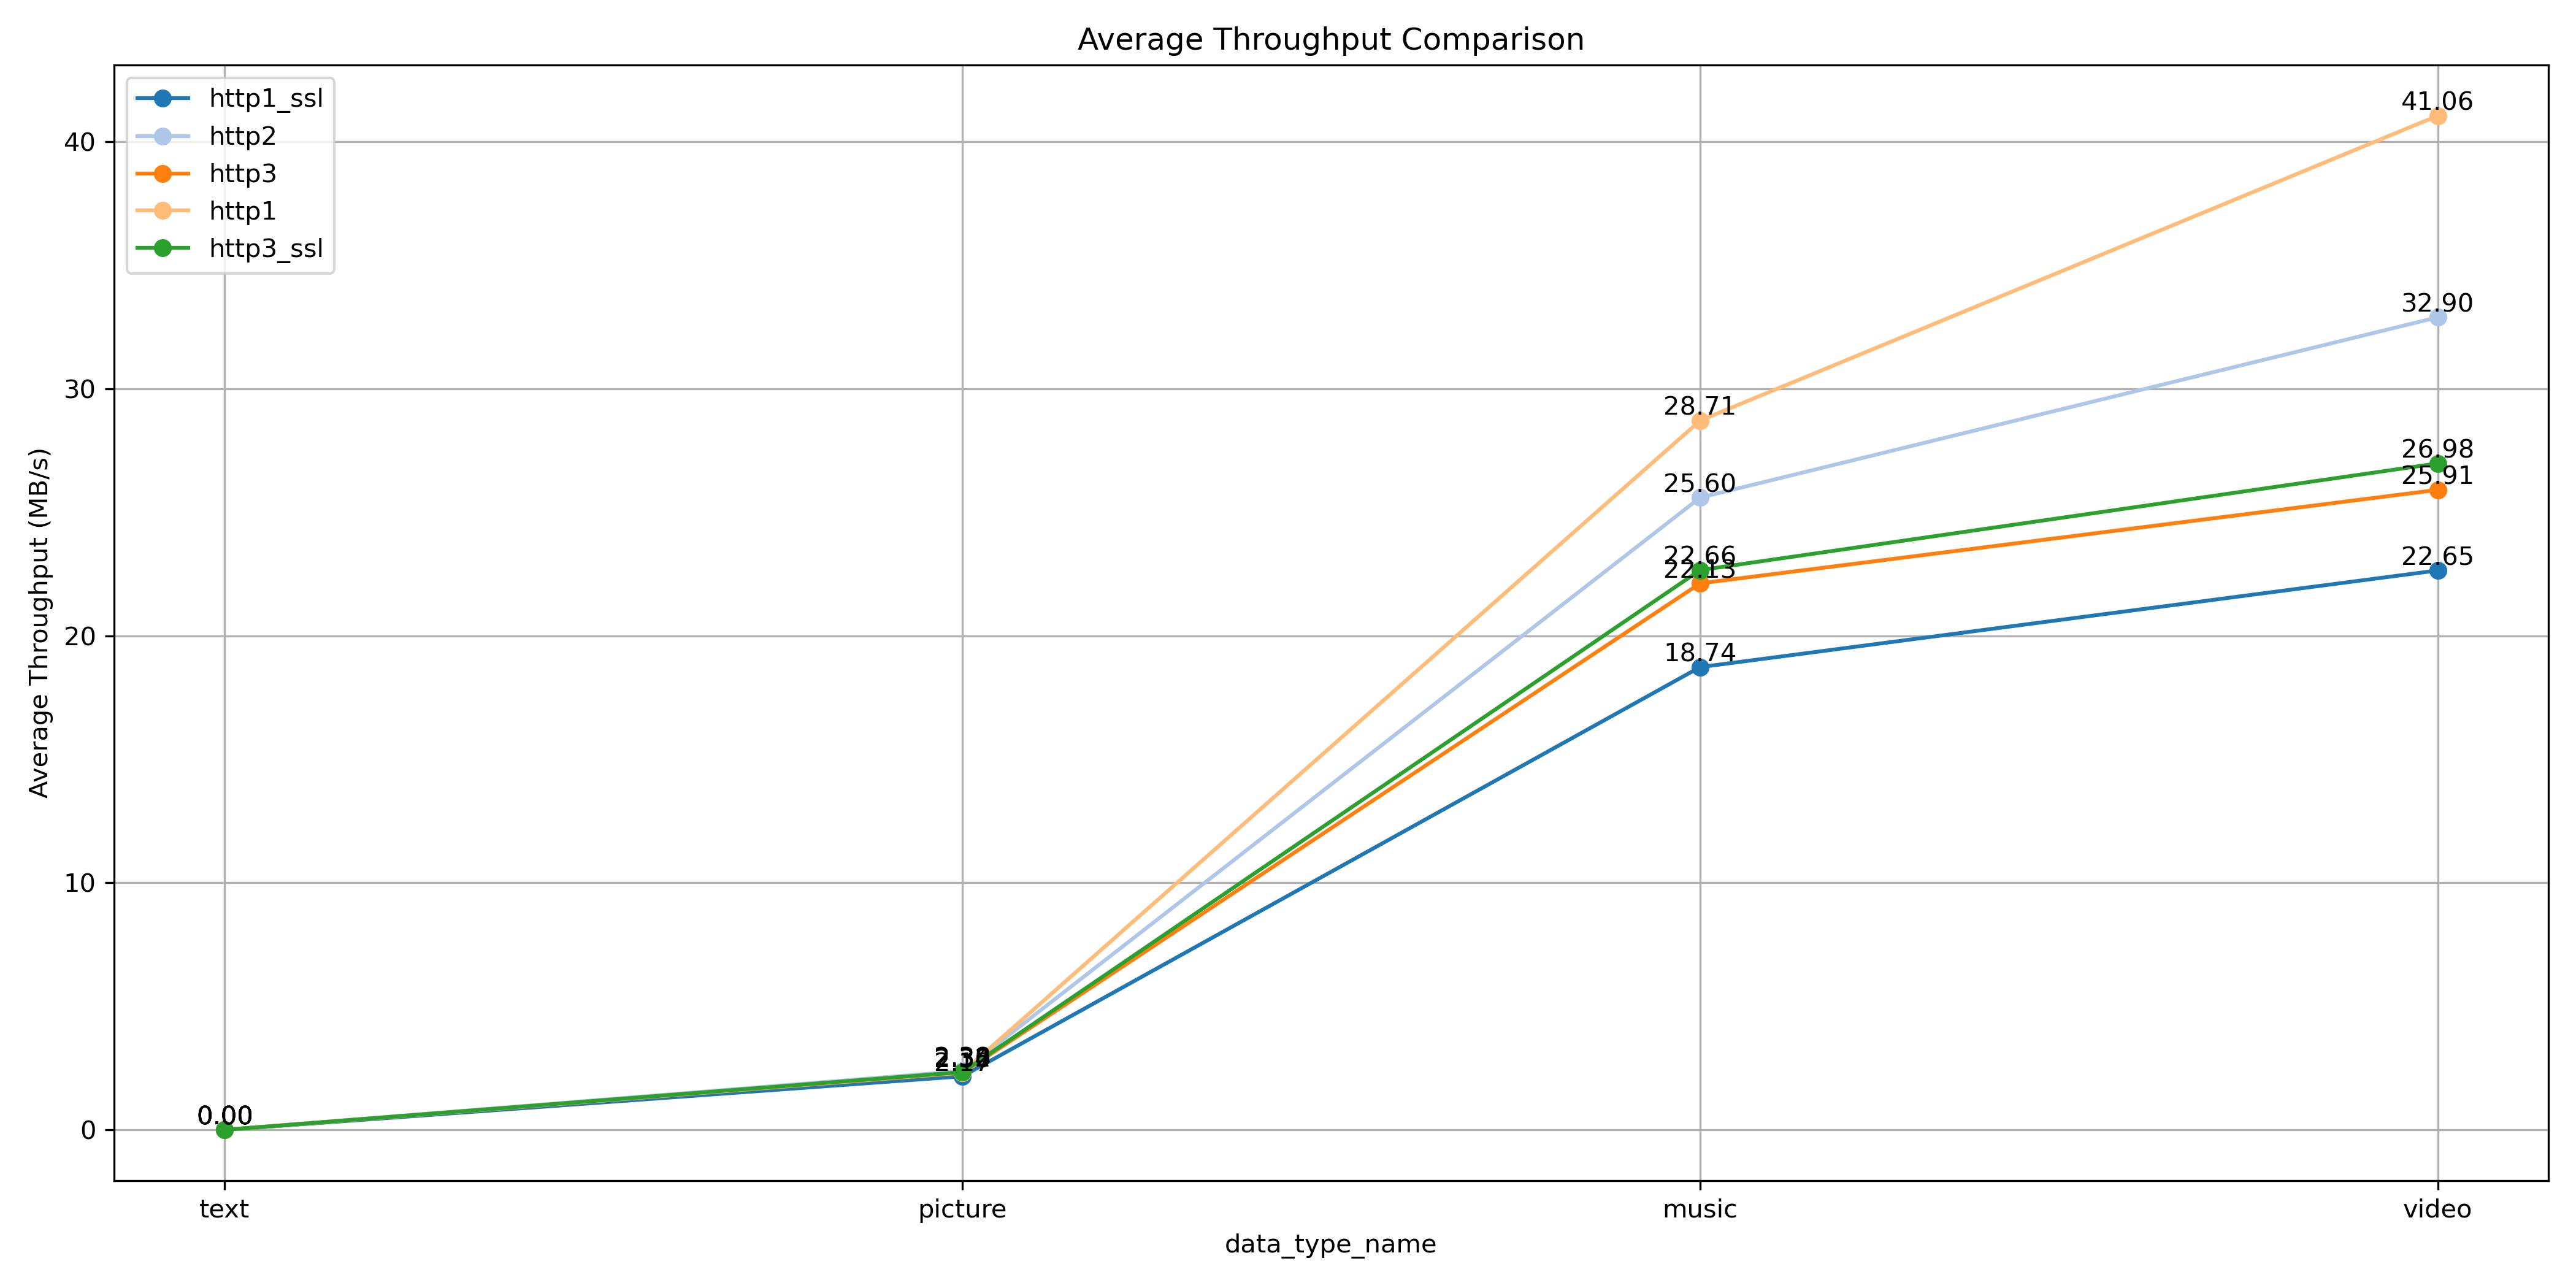 Average Throughput Comparison
http1_ssl
http2
http3
http1
http3_ssl
Average Throughput (MB/s)
40
30
20
10
0
41.06
32.90
28.71
26.98
25.91
25.60
22.66
22.13
22.65
18.74
2.17
0.00
text
picture
music
video
data_type_name